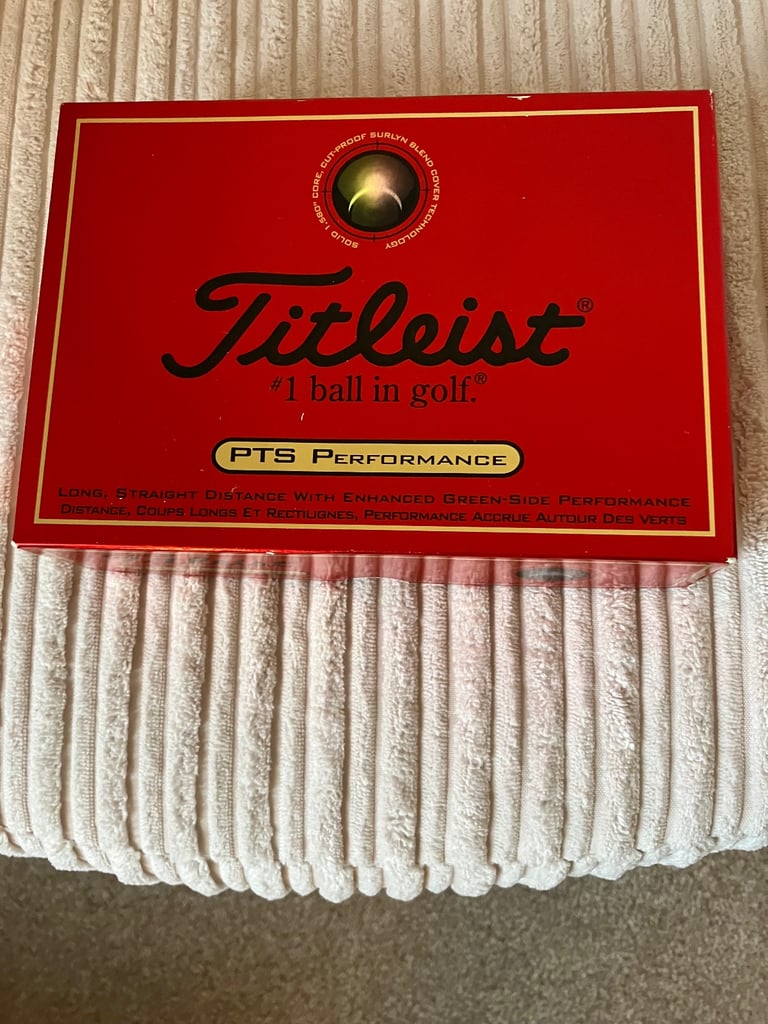 SOLID 1.580" CORE, CUT-PROOF SURLYN BLEND COVER TECHNOLOGY
Titleist®
#1 ball in golf.®
PTS PERFORMANCE
LONG, STRAIGHT DISTANCE WITH ENHANCED GREEN-SIDE PERFORMANCE
DISTANCE, COUPS LONGS ET RECTILIGNES, PERFORMANCE ACCRUE AUTOUR DES VERTS